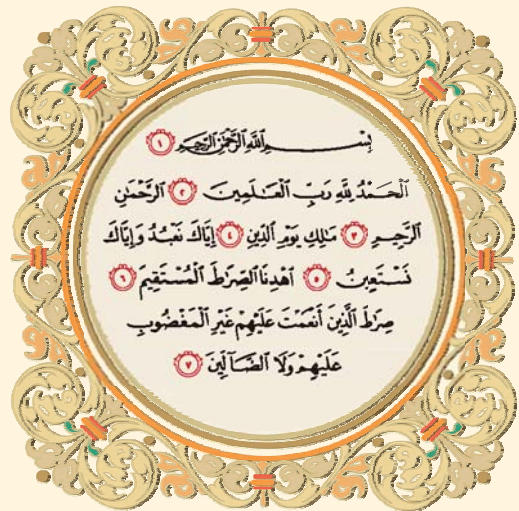 بِسْمِ ٱللَّهِ ٱلرَّحْمَٰنِ ٱلرَّحِيمِ ١
ٱلْحَمْدُ لِلَّهِ رَبِّ ٱلْعَٰلَمِينَ ٢ ٱلرَّحْمَٰنِ
ٱلرَّحِيمِ ٣ مَٰلِكِ يَوْمِ ٱلدِّينِ ٤ إِيَّاكَ نَعْبُدُ وَإِيَّاكَ
نَسْتَعِينُ ٥ ٱهْدِنَا ٱلصِّرَٰطَ ٱلْمُسْتَقِيمَ ٦
صِرَٰطَ ٱلَّذِينَ أَنْعَمْتَ عَلَيْهِمْ غَيْرِ ٱلْمَغْضُوبِ
عَلَيْهِمْ وَلَا ٱلضَّآلِّينَ ٧